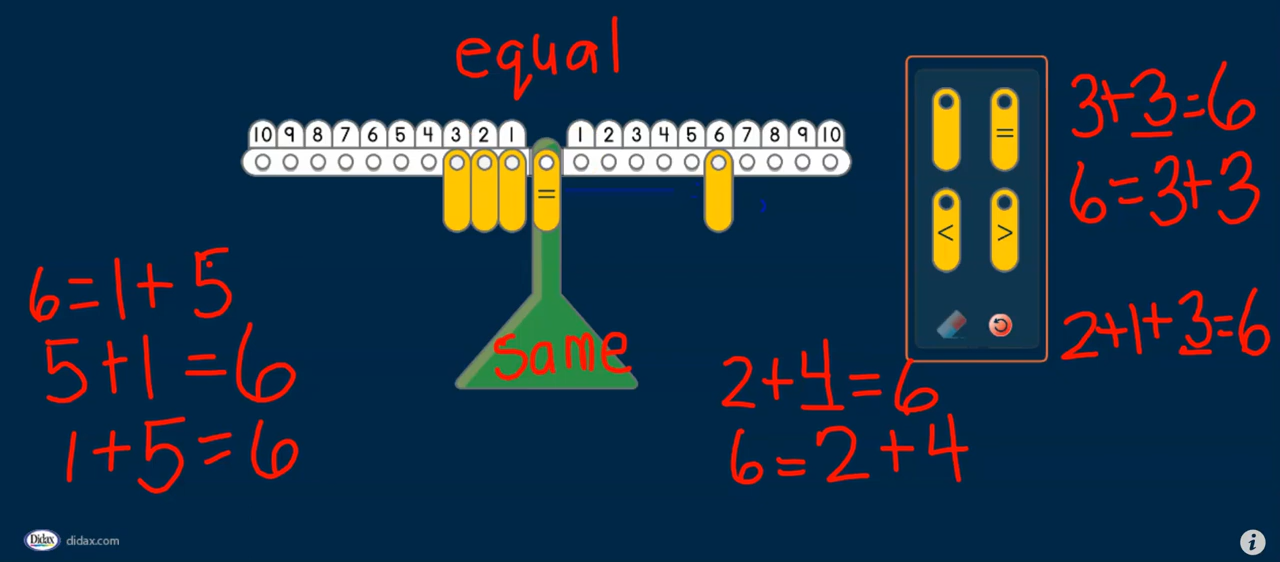 equal
10 9 8 7 6 5 4 3 2 1 1 2 3 4 5 6 7 8 9 10
=
=
< >
3+3=6
6=3+3
2+1+3=6
6=1+5
5+1=6
1+5=6
same
2+4=6
6=2+4
Didax didax.com
i